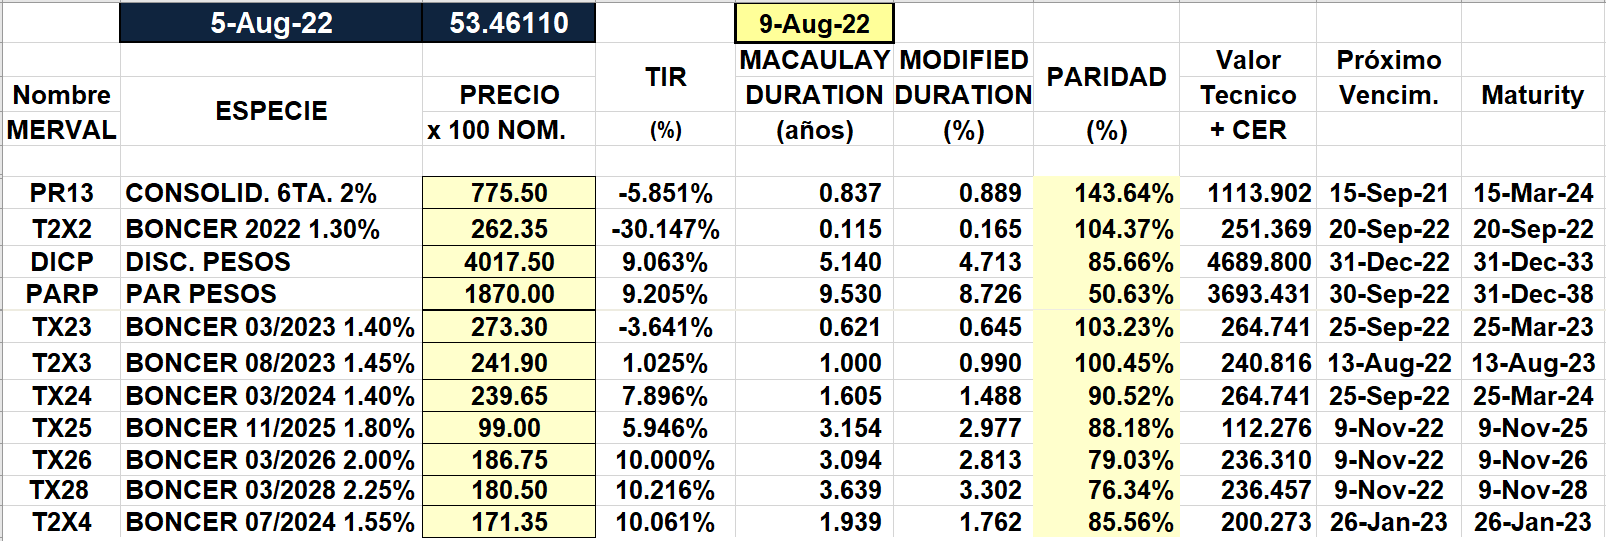 5-Aug-22 53.46110 9-Aug-22
Nombre MERVAL ESPECIE PRECIO x 100 NOM. TIR (%) MACAULAY DURATION (años) MODIFIED DURATION (%) PARIDAD (%) Valor Tecnico + CER Próximo Vencim. Maturity
PR13 CONSOLID. 6TA. 2% 775.50 -5.851% 0.837 0.889 143.64% 1113.902 15-Sep-21 15-Mar-24
T2X2 BONCER 2022 1.30% 262.35 -30.147% 0.115 0.165 104.37% 251.369 20-Sep-22 20-Sep-22
DICP DISC. PESOS 4017.50 9.063% 5.140 4.713 85.66% 4689.800 31-Dec-22 31-Dec-33
PARP PAR PESOS 1870.00 9.205% 9.530 8.726 50.63% 3693.431 30-Sep-22 31-Dec-38
TX23 BONCER 03/2023 1.40% 273.30 -3.641% 0.621 0.645 103.23% 264.741 25-Sep-22 25-Mar-23
T2X3 BONCER 08/2023 1.45% 241.90 1.025% 1.000 0.990 100.45% 240.816 13-Aug-22 13-Aug-23
TX24 BONCER 03/2024 1.40% 239.65 7.896% 1.605 1.488 90.52% 264.741 25-Sep-22 25-Mar-24
TX25 BONCER 11/2025 1.80% 99.00 5.946% 3.154 2.977 88.18% 112.276 9-Nov-22 9-Nov-25
TX26 BONCER 03/2026 2.00% 186.75 10.000% 3.094 2.813 79.03% 236.310 9-Nov-22 9-Nov-26
TX28 BONCER 03/2028 2.25% 180.50 10.216% 3.639 3.302 76.34% 236.457 9-Nov-22 9-Nov-28
T2X4 BONCER 07/2024 1.55% 171.35 10.061% 1.939 1.762 85.56% 200.273 26-Jan-23 26-Jan-23